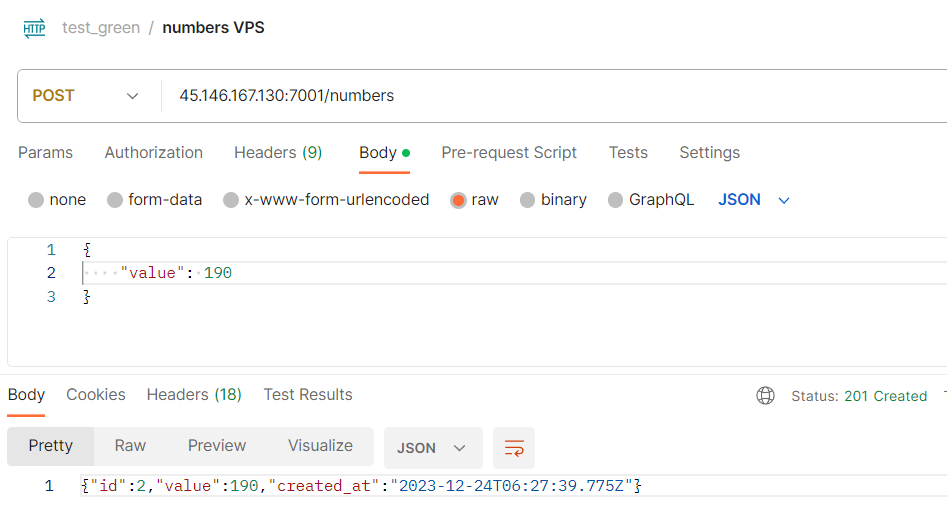 HTTP test_green / numbers VPS
POST 45.146.167.130:7001/numbers
Params Authorization Headers (9) Body Pre-request Script Tests Settings
none form-data x-www-form-urlencoded raw binary GraphQL JSON
1 {
2 ···· "value": 190
3 }
Body Cookies Headers (18) Test Results Status: 201 Created
Pretty Raw Preview Visualize JSON
1 {"id":2,"value":190,"created_at":"2023-12-24T06:27:39.775Z"}